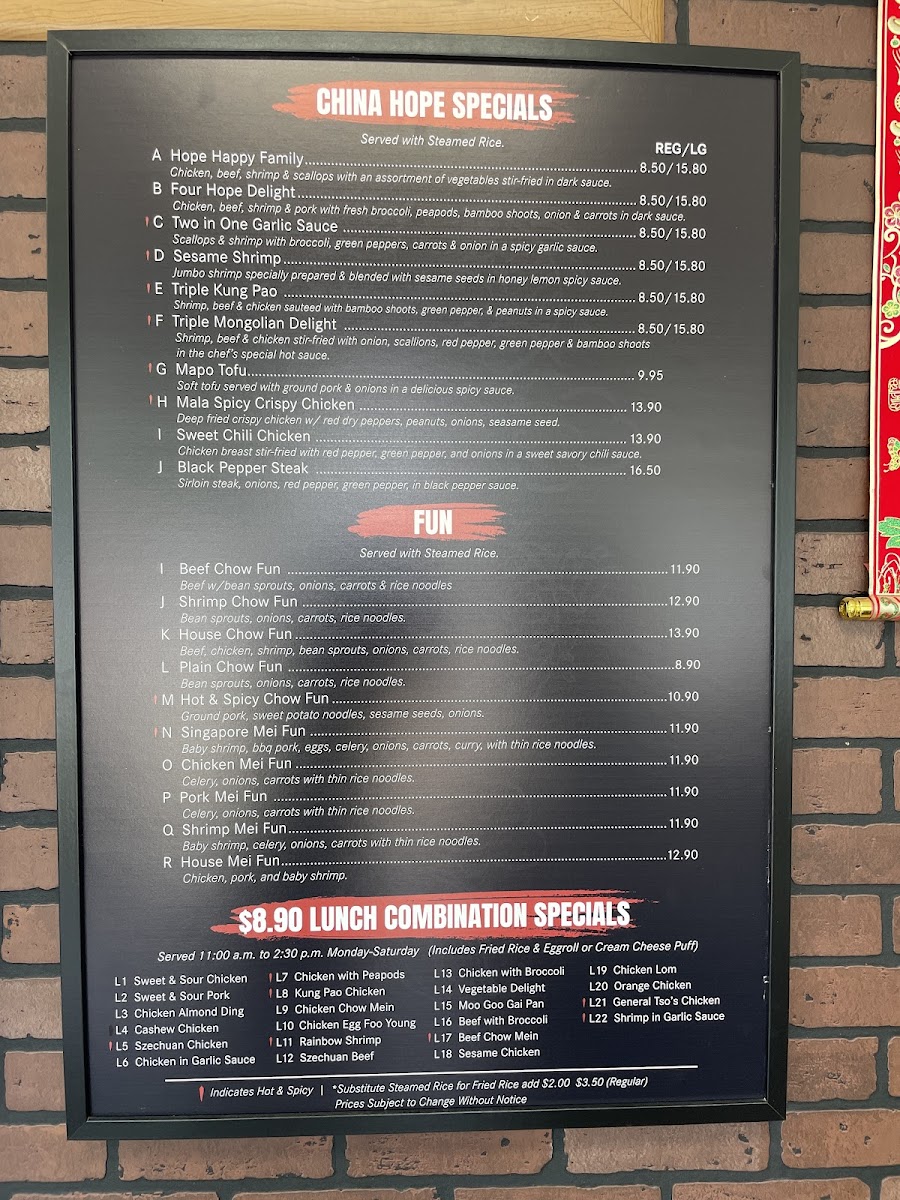 CHINA HOPE SPECIALS
Served with Steamed Rice.
REG/LG
A Hope Happy Family 8.50/15.80
Chicken, beef, shrimp & scallops with an assortment of vegetables stir-fried in dark sauce.
B Four Hope Delight 8.50/15.80
Chicken, beef, shrimp & pork with fresh broccoli, peapods, bamboo shoots, onion & carrots in dark sauce.
C Two in One Garlic Sauce 8.50/15.80
Scallops & shrimp with broccoli, green peppers, carrots & onion in a spicy garlic sauce.
D Sesame Shrimp 8.50/15.80
Jumbo shrimp specially prepared & blended with sesame seeds in honey lemon spicy sauce.
E Triple Kung Pao 8.50/15.80
Shrimp, beef & chicken sauteed with bamboo shoots, green pepper, & peanuts in a spicy sauce.
F Triple Mongolian Delight 8.50/15.80
Shrimp, beef & chicken stir-fried with onion, scallions, red pepper, green pepper & bamboo shoots
in the chef's special hot sauce.
G Mapo Tofu 9.95
Soft tofu served with ground pork & onions in a delicious spicy sauce.
H Mala Spicy Crispy Chicken 13.90
Deep fried crispy chicken w/ red dry peppers, peanuts, onions, seasame seed.
I Sweet Chili Chicken 13.90
Chicken breast stir-fried with red pepper, green pepper, and onions in a sweet savory chili sauce.
J Black Pepper Steak 16.50
Sirloin steak, onions, red pepper, green pepper, in black pepper sauce.
FUN
Served with Steamed Rice.
I Beef Chow Fun 11.90
Beef w/bean sprouts, onions, carrots & rice noodles
J Shrimp Chow Fun 12.90
Bean sprouts, onions, carrots, rice noodles.
K House Chow Fun 13.90
Beef, chicken, shrimp, bean sprouts, onions, carrots, rice noodles.
L Plain Chow Fun 8.90
Bean sprouts, onions, carrots, rice noodles.
M Hot & Spicy Chow Fun 10.90
Ground pork, sweet potato noodles, sesame seeds, onions.
N Singapore Mei Fun 11.90
Baby shrimp, bbq pork, eggs, celery, onions, carrots, curry, with thin rice noodles.
O Chicken Mei Fun 11.90
Celery, onions, carrots with thin rice noodles.
P Pork Mei Fun 11.90
Celery, onions, carrots with thin rice noodles.
Q Shrimp Mei Fun 11.90
Baby shrimp, celery, onions, carrots with thin rice noodles.
R House Mei Fun 12.90
Chicken, pork, and baby shrimp.
$8.90 LUNCH COMBINATION SPECIALS
Served 11:00 a.m. to 2:30 p.m. Monday-Saturday (Includes Fried Rice & Eggroll or Cream Cheese Puff)
L1 Sweet & Sour Chicken
L2 Sweet & Sour Pork
L3 Chicken Almond Ding
L4 Cashew Chicken
L5 Szechuan Chicken
L6 Chicken in Garlic Sauce
L7 Chicken with Peapods
L8 Kung Pao Chicken
L9 Chicken Chow Mein
L10 Chicken Egg Foo Young
L11 Rainbow Shrimp
L12 Szechuan Beef
L13 Chicken with Broccoli
L14 Vegetable Delight
L15 Moo Goo Gai Pan
L16 Beef with Broccoli
L17 Beef Chow Mein
L18 Sesame Chicken
L19 Chicken Lom
L20 Orange Chicken
L21 General Tso's Chicken
L22 Shrimp in Garlic Sauce
Indicates Hot & Spicy | *Substitute Steamed Rice for Fried Rice add $2.00 $3.50 (Regular)
Prices Subject to Change Without Notice